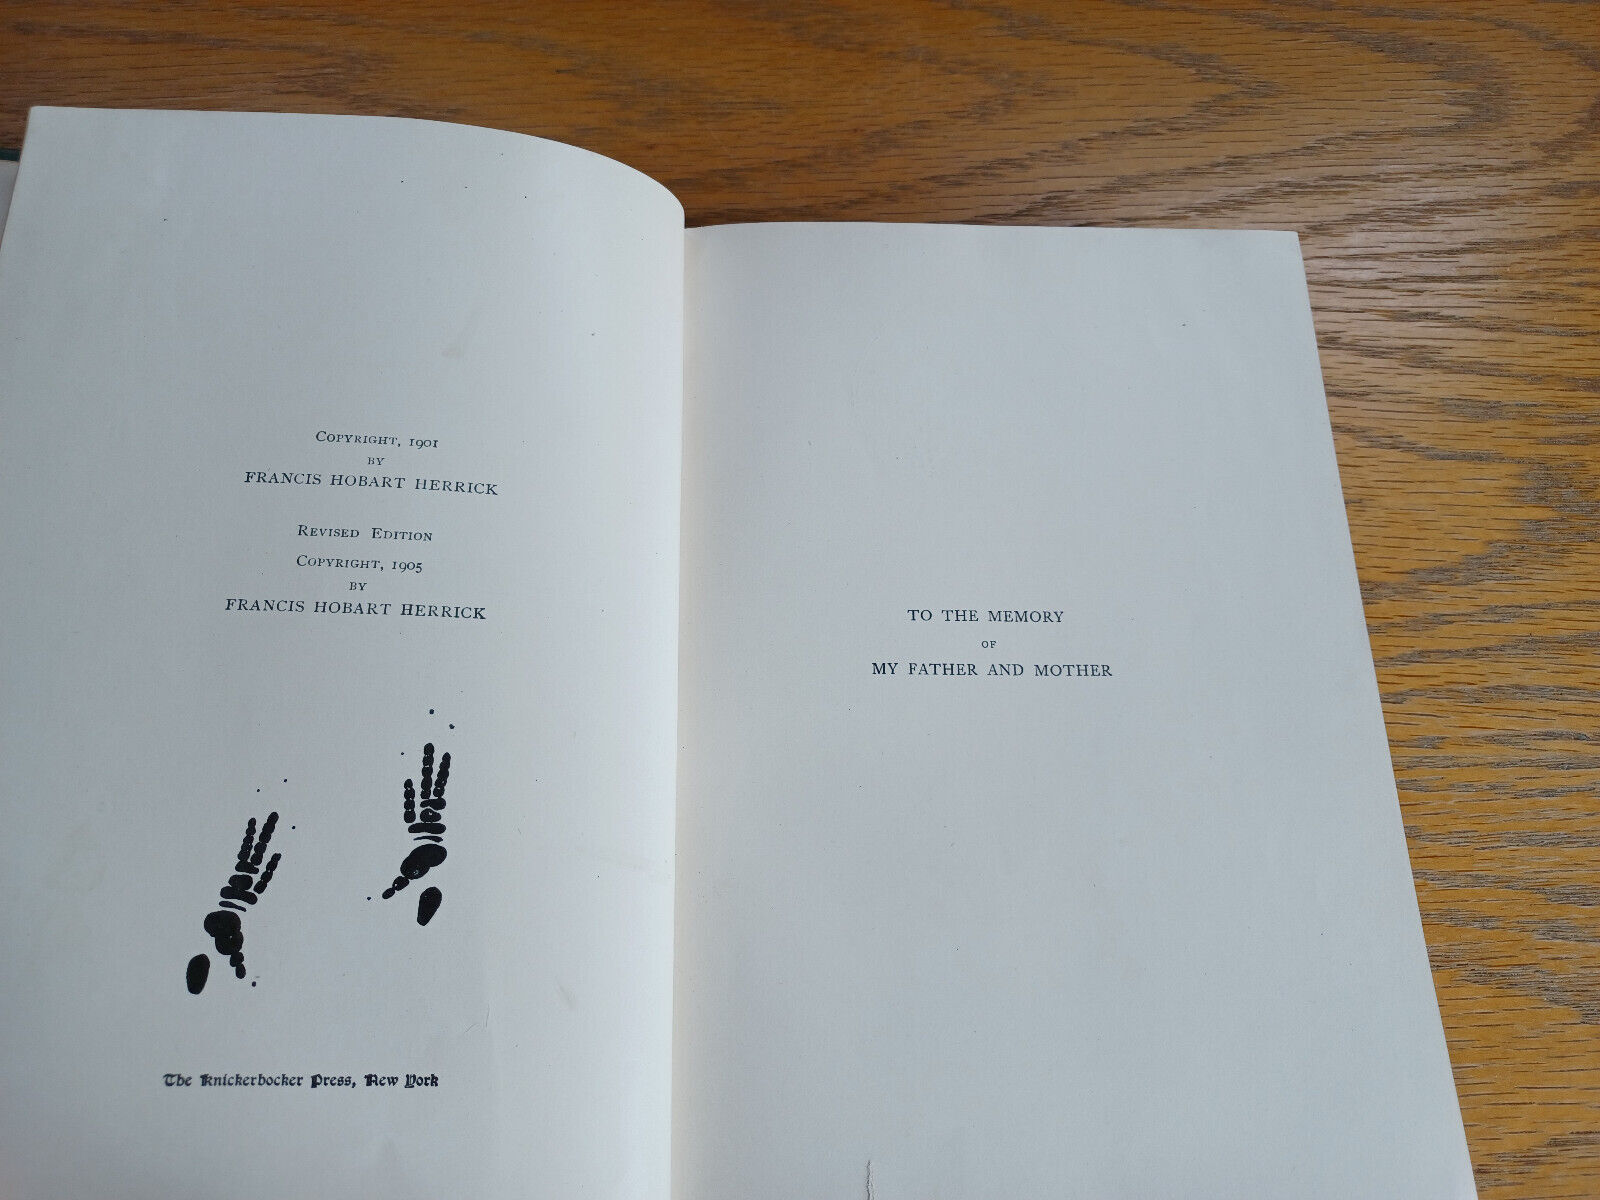 Copyright, 1901
BY
FRANCIS HOBART HERRICK
Revised Edition
Copyright, 1905
BY
FRANCIS HOBART HERRICK
The Knickerbocker Press, New York
TO THE MEMORY
OF
MY FATHER AND MOTHER